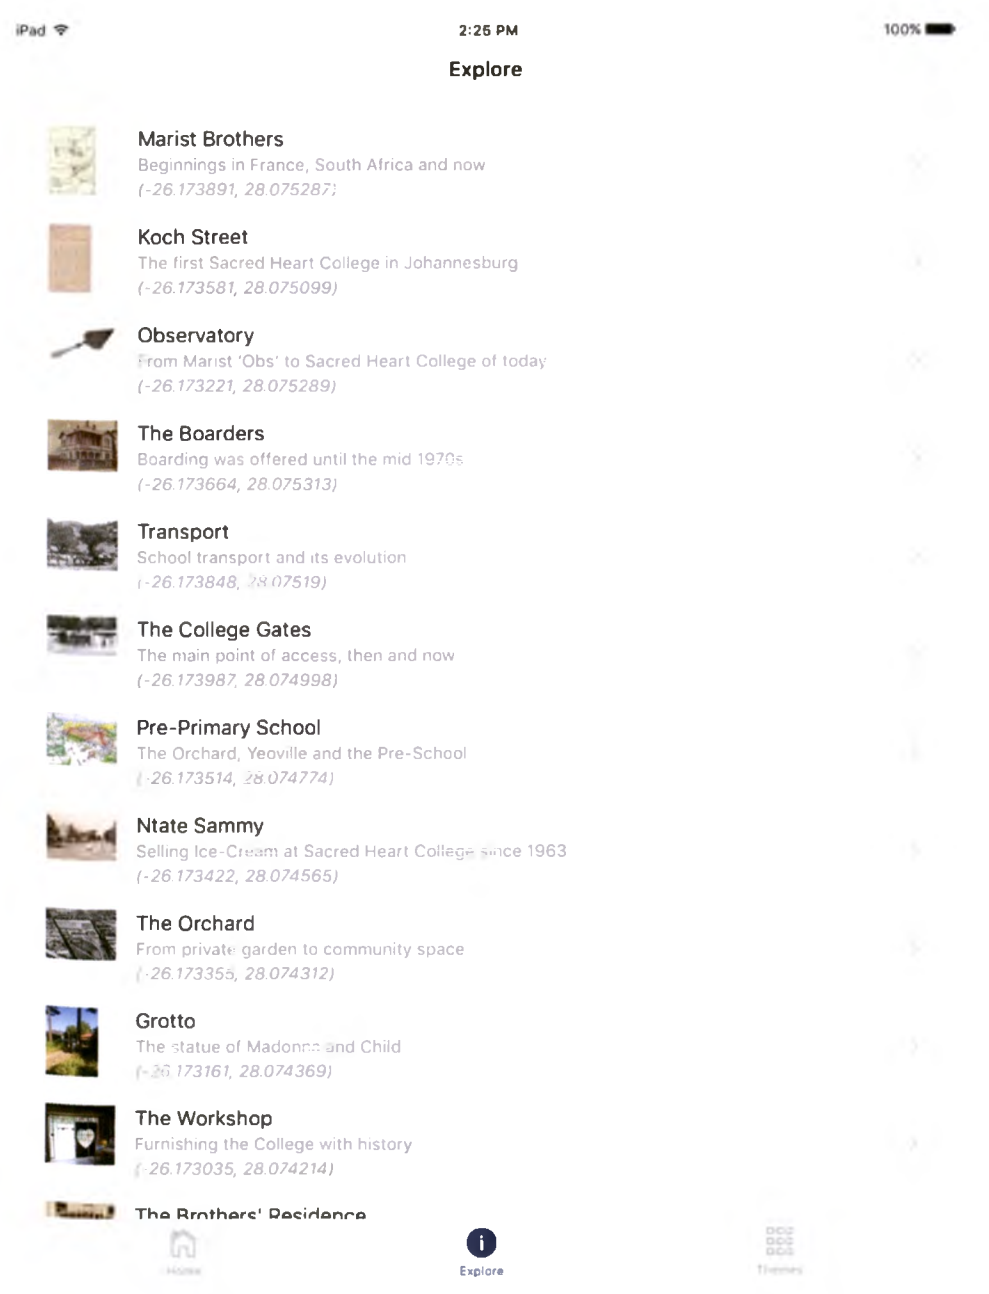 iPad
2:25 PM
100%
Explore
Marist Brothers
Beginnings in France, South Africa and now
(-26.173891, 28.075287)
Koch Street
The first Sacred Heart College in Johannesburg
(-26.173581, 28.075099)
Observatory
From Marist 'Obs' to Sacred Heart College of today
(-26.173221, 28.075289)
The Boarders
Boarding was offered until the mid 1970s
(-26.173664, 28.075313)
Transport
School transport and its evolution
(-26.173848, 28.07519)
The College Gates
The main point of access, then and now
(-26.173987, 28.074998)
Pre-Primary School
The Orchard, Yeoville and the Pre-School
(-26.173514, 28.074774)
Ntate Sammy
Selling Ice-Cream at Sacred Heart College since 1963
(-26.173422, 28.074565)
The Orchard
From private garden to community space
(-26.173355, 28.074312)
Grotto
The statue of Madonna and Child
(-26.173161, 28.074369)
The Workshop
Furnishing the College with history
(-26.173035, 28.074214)
The Brothers' Residence
Home
Explore
Themes